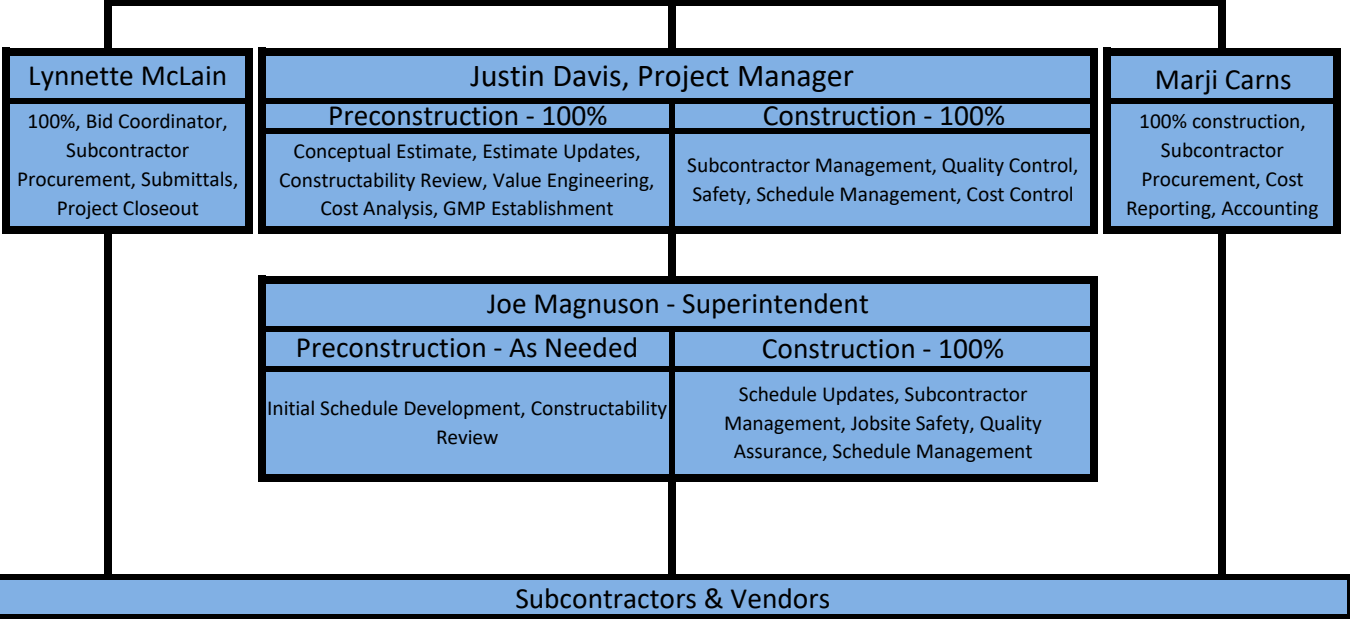 Lynnette McLain
100%, Bid Coordinator,
Subcontractor
Procurement, Submittals,
Project Closeout
Justin Davis, Project Manager
Preconstruction - 100%
Conceptual Estimate, Estimate Updates,
Constructability Review, Value Engineering,
Cost Analysis, GMP Establishment
Construction - 100%
Subcontractor Management, Quality Control,
Safety, Schedule Management, Cost Control
Marji Carns
100% construction,
Subcontractor
Procurement, Cost
Reporting, Accounting
Joe Magnuson - Superintendent
Preconstruction - As Needed
Initial Schedule Development, Constructability
Review
Construction - 100%
Schedule Updates, Subcontractor
Management, Jobsite Safety, Quality
Assurance, Schedule Management
Subcontractors & Vendors